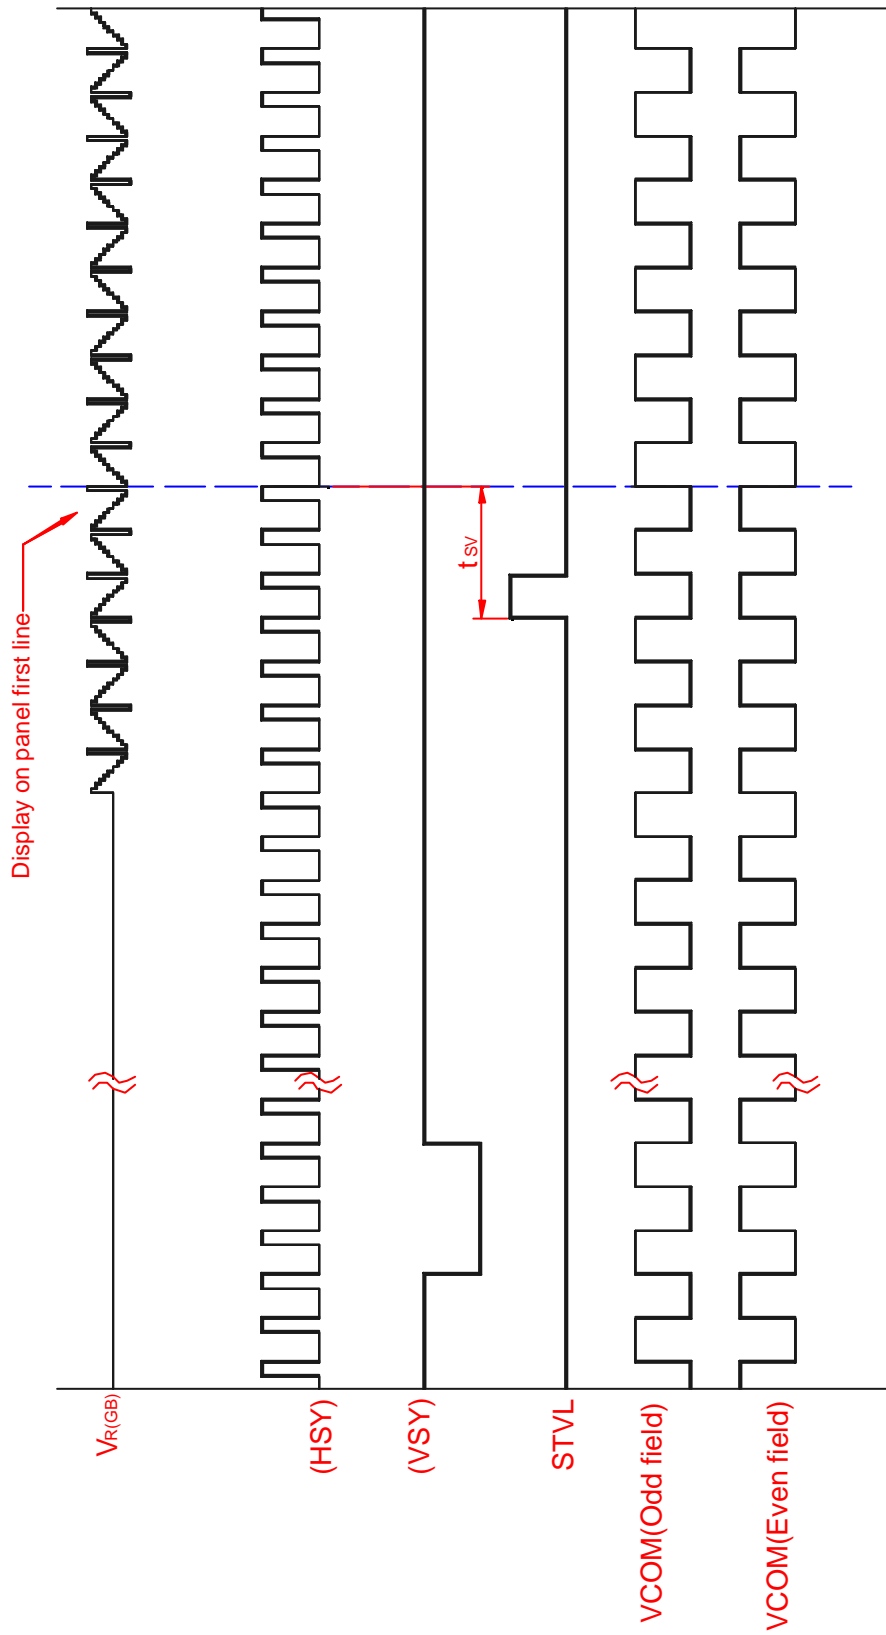 Display on panel first line
VR(GB)
(HSY)
(VSY)
tSV
STVL
VCOM(Odd field)
VCOM(Even field)